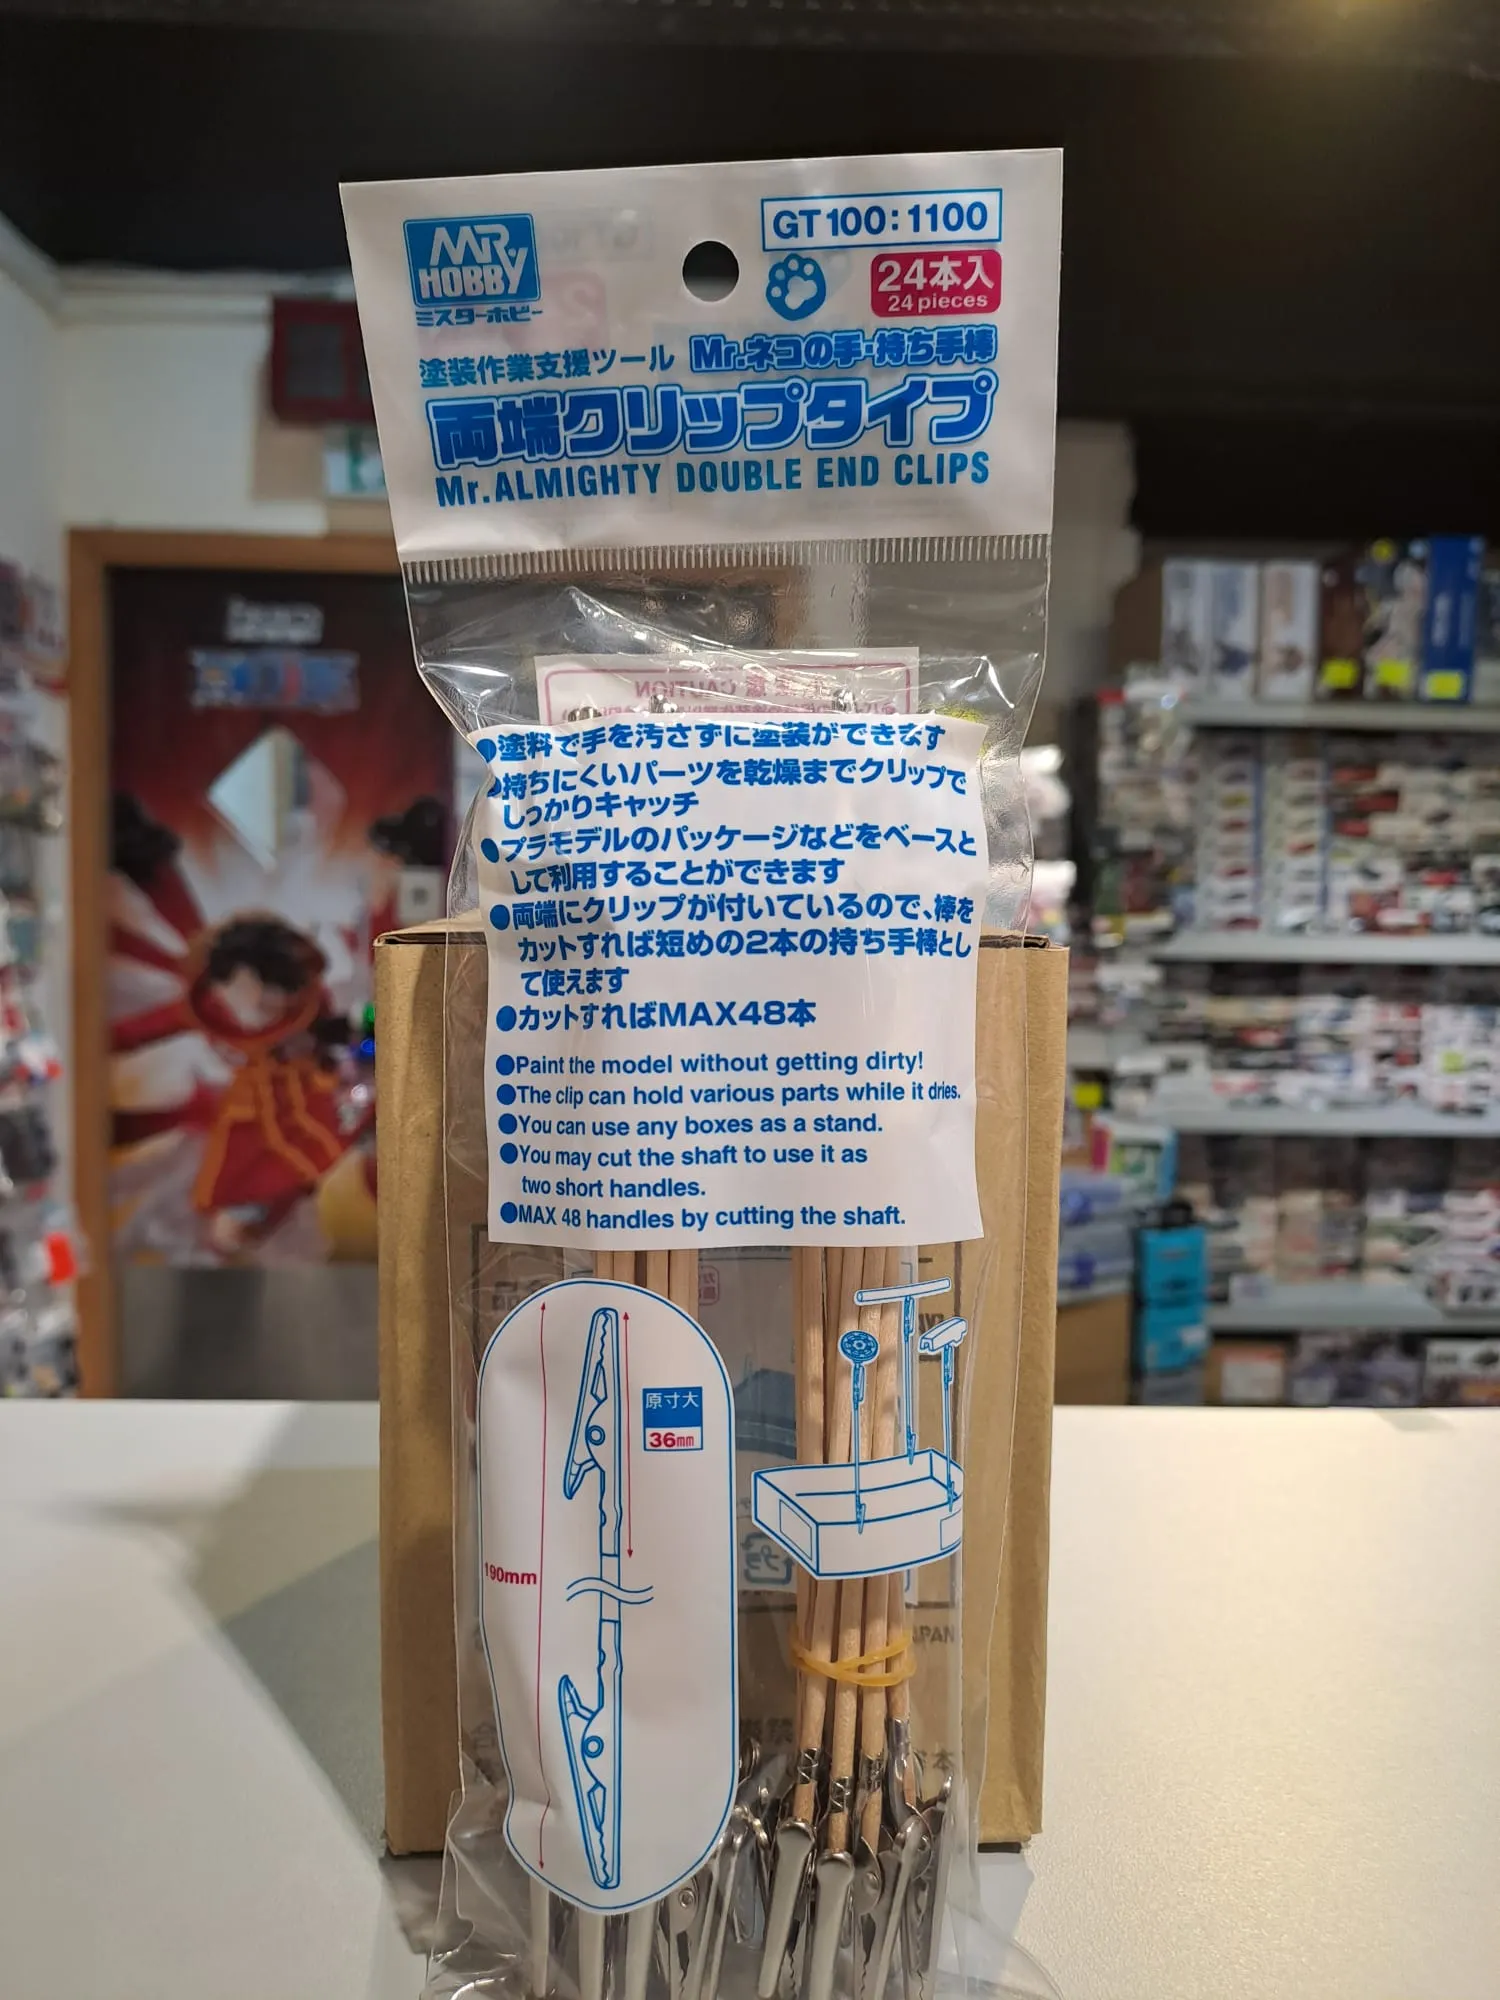 MR.
HOBBY
ミスターホビー
GT100:1100
24本入
24 pieces
塗装作業支援ツール Mr.ネコの手・持ち手棒
両端クリップタイプ
Mr.ALMIGHTY DOUBLE END CLIPS
CAUTION
●塗料で手を汚さずに塗装ができます
●持ちにくいパーツを乾燥までクリップで
しっかりキャッチ
●プラモデルのパッケージなどをベースと
して利用することができます
●両端にクリップが付いているので、棒を
カットすれば短めの2本の持ち手棒とし
て使えます
●カットすればMAX48本
●Paint the model without getting dirty!
●The clip can hold various parts while it dries.
●You can use any boxes as a stand.
●You may cut the shaft to use it as
two short handles.
●MAX 48 handles by cutting the shaft.
原寸大
36mm
190mm